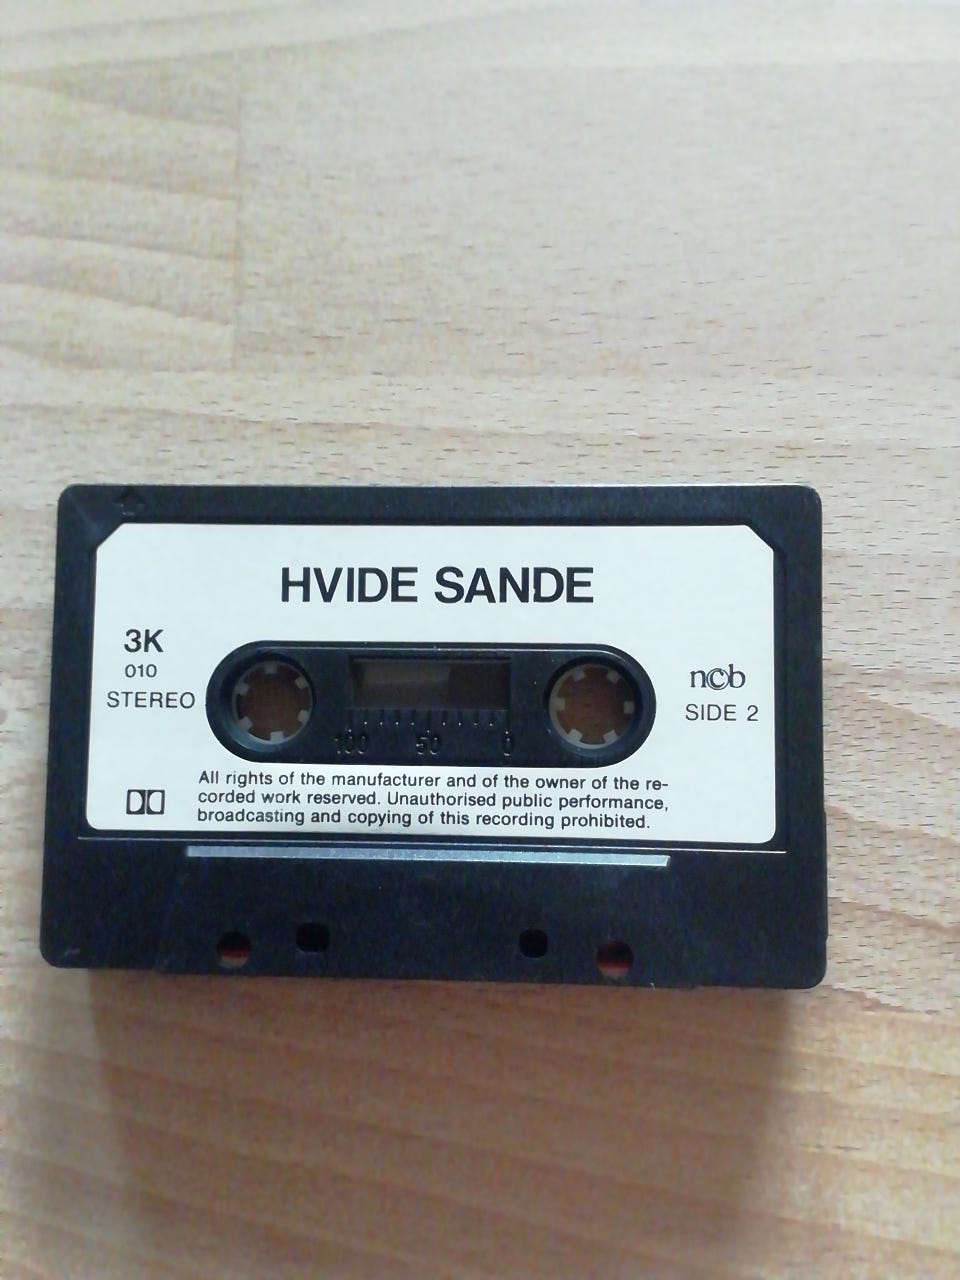 HVIDE SANDE
3K
010
STEREO
ncb
SIDE 2
100 50 0
All rights of the manufacturer and of the owner of the re-
corded work reserved. Unauthorised public performance,
broadcasting and copying of this recording prohibited.